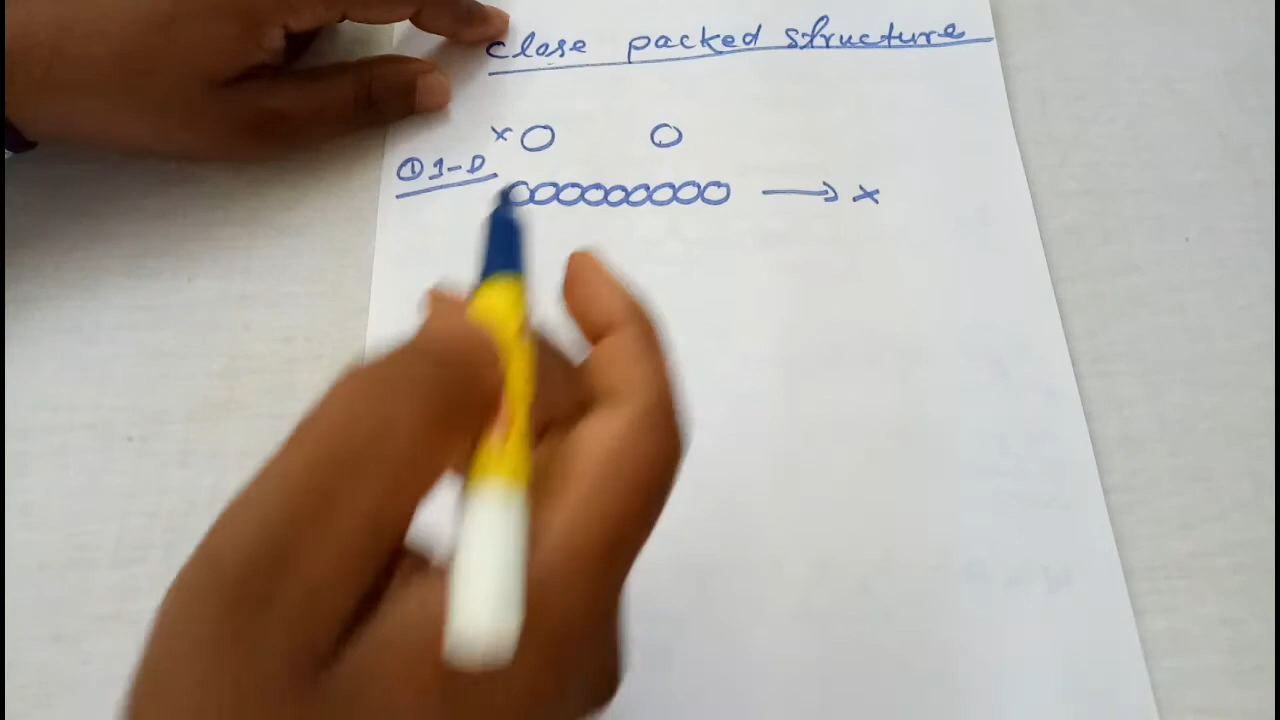 close packed structure
x
① 1-D
x